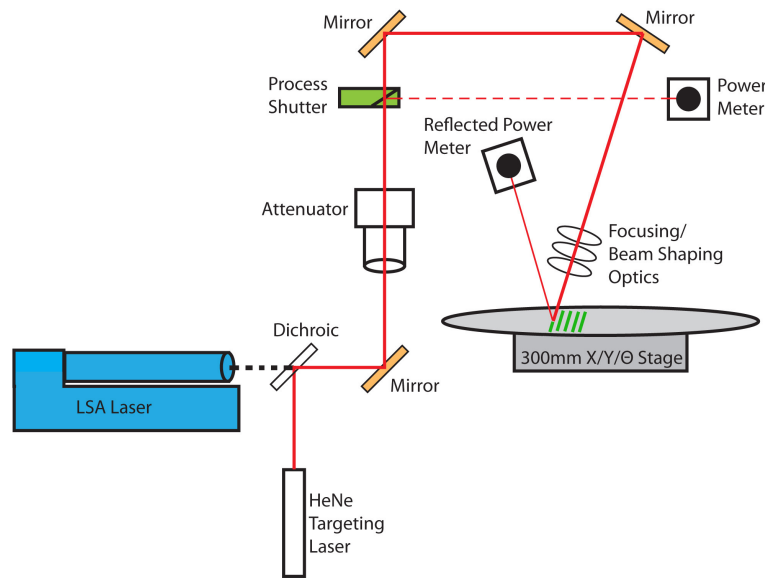 Mirror
Mirror
Process
Shutter
Power
Meter
Reflected Power
Meter
Attenuator
Focusing/
Beam Shaping
Optics
Dichroic
300mm X/Y/Θ Stage
Mirror
LSA Laser
HeNe
Targeting
Laser